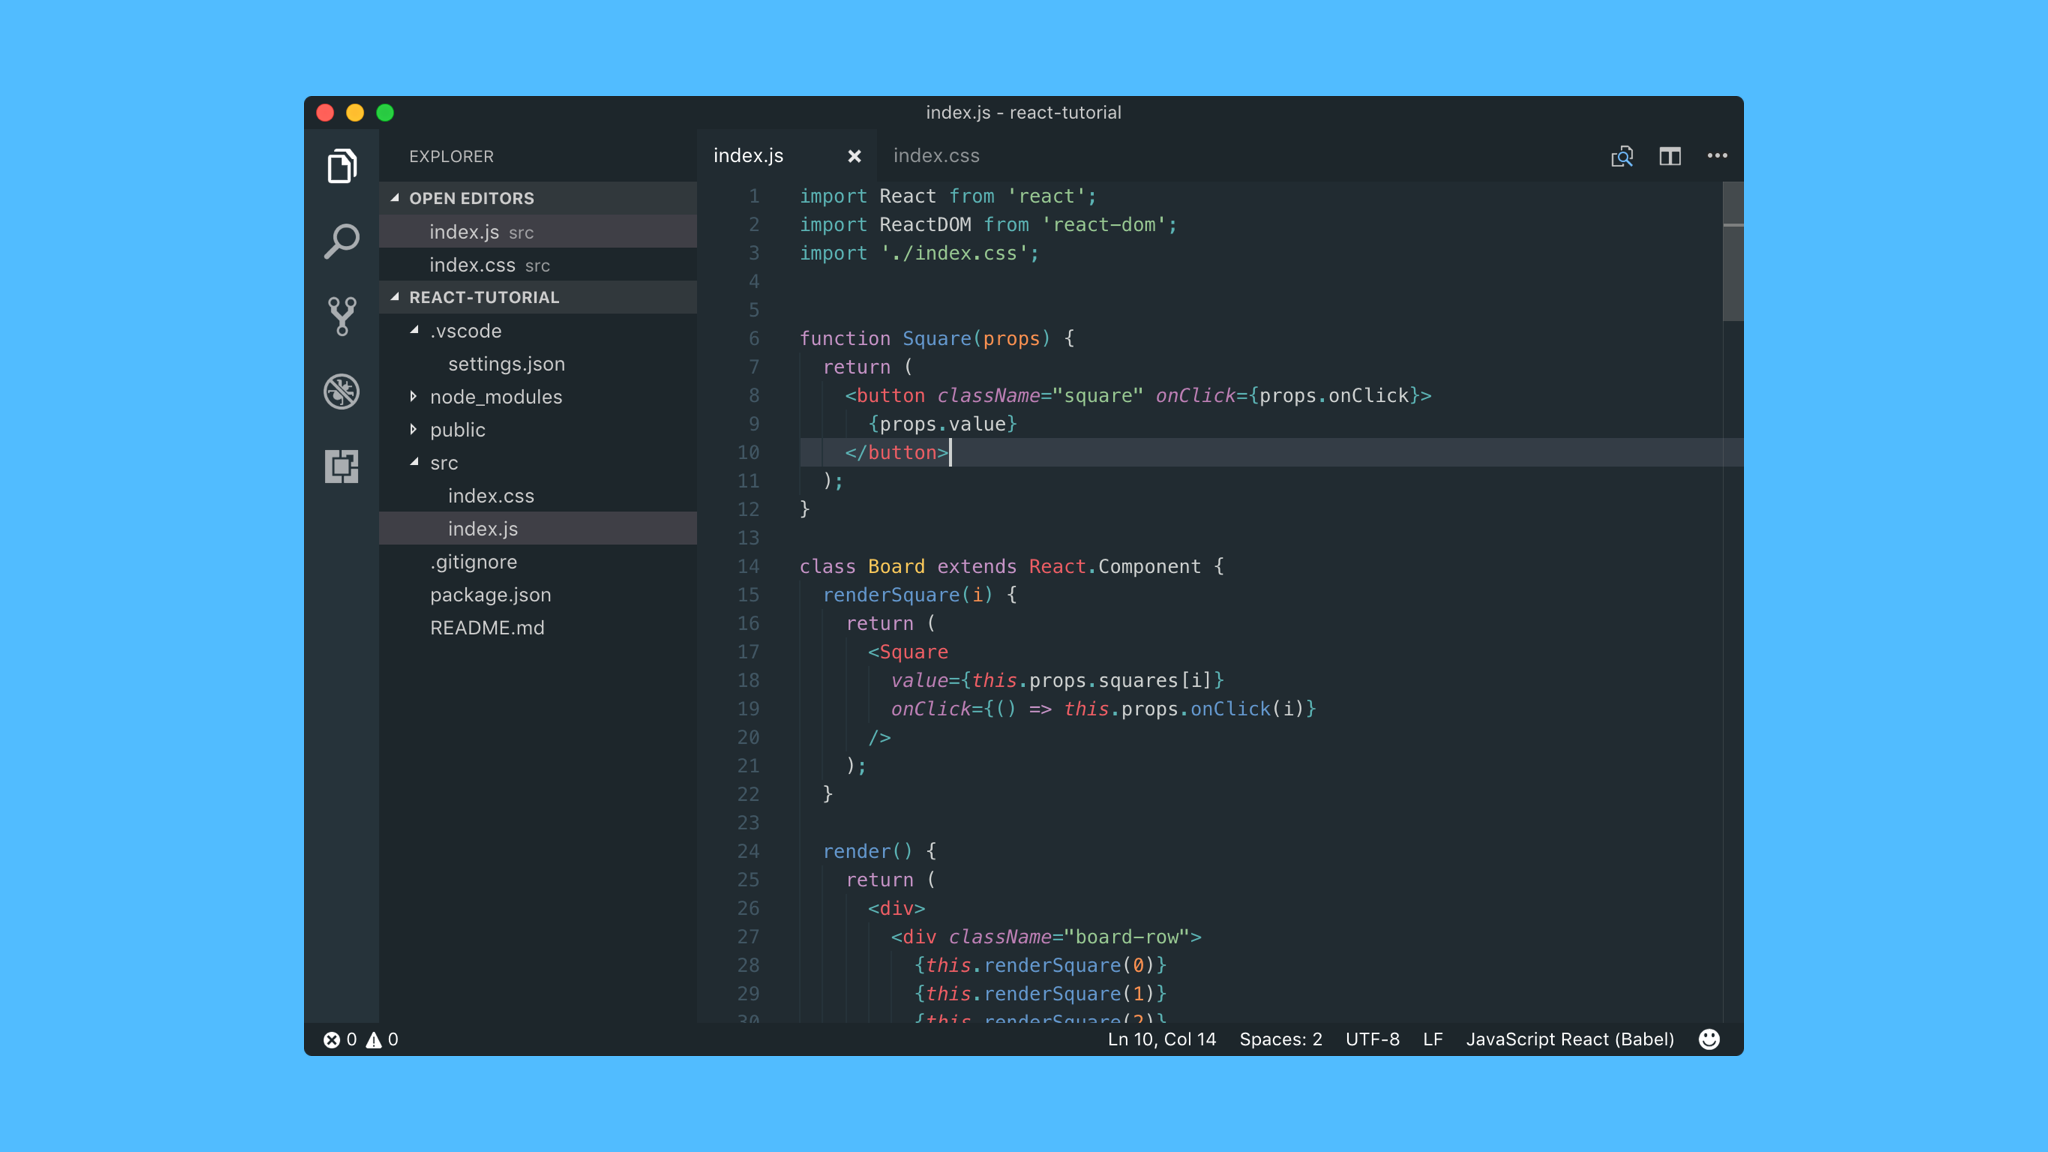 index.js - react-tutorial
EXPLORER
OPEN EDITORS
index.js src
index.css src
REACT-TUTORIAL
.vscode
settings.json
node_modules
public
src
index.css
index.js
.gitignore
package.json
README.md
index.js index.css
1 import React from 'react';
2 import ReactDOM from 'react-dom';
3 import './index.css';
4
5
6 function Square(props) {
7   return (
8     <button className="square" onClick={props.onClick}>
9       {props.value}
10     </button>
11   );
12 }
13
14 class Board extends React.Component {
15   renderSquare(i) {
16     return (
17       <Square
18         value={this.props.squares[i]}
19         onClick={() => this.props.onClick(i)}
20       />
21     );
22   }
23
24   render() {
25     return (
26       <div>
27         <div className="board-row">
28           {this.renderSquare(0)}
29           {this.renderSquare(1)}
30           {this.renderSquare(2)}
0 0 Ln 10, Col 14 Spaces: 2 UTF-8 LF JavaScript React (Babel)